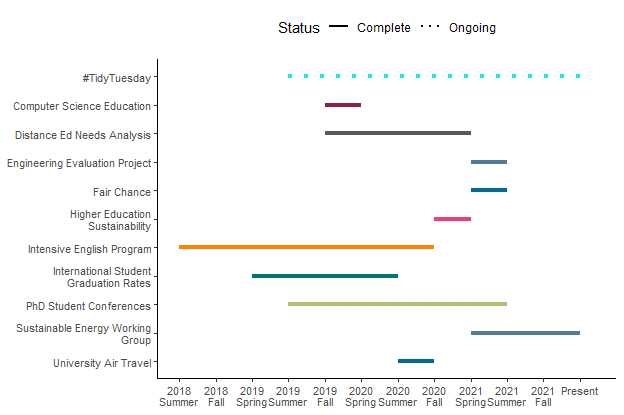 Status Complete Ongoing
#TidyTuesday
Computer Science Education
Distance Ed Needs Analysis
Engineering Evaluation Project
Fair Chance
Higher Education
Sustainability
Intensive English Program
International Student
Graduation Rates
PhD Student Conferences
Sustainable Energy Working
Group
University Air Travel
2018 2018 2019 2019 2019 2020 2020 2020 2021 2021 2021 Present
Summer Fall Spring Summer Fall Spring Summer Fall Spring Summer Fall